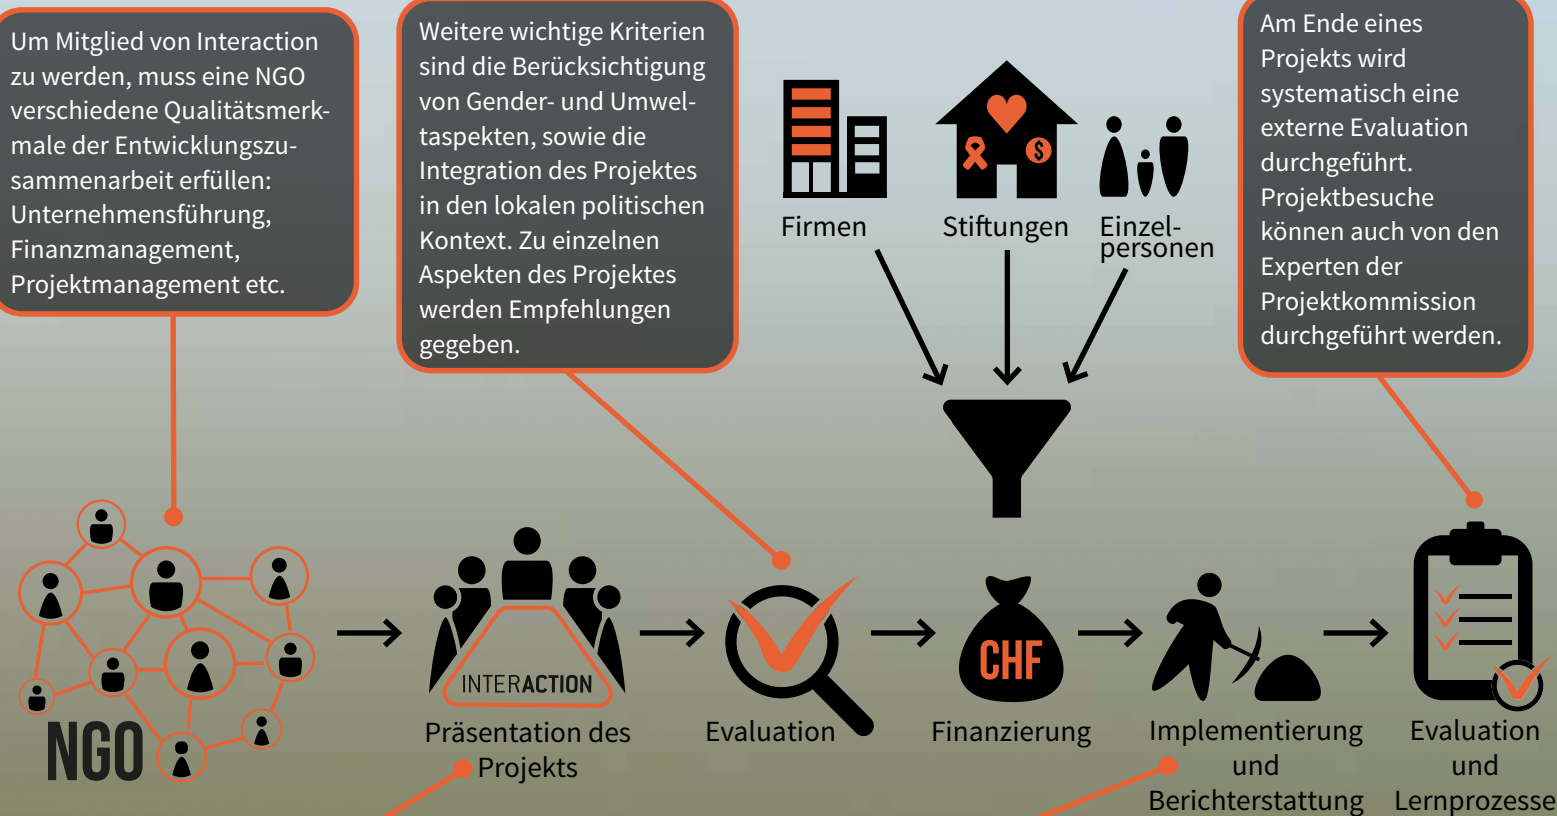 Um Mitglied von Interaction
zu werden, muss eine NGO
verschiedene Qualitätsmerk-
male der Entwicklungszu-
sammenarbeit erfüllen:
Unternehmensführung,
Finanzmanagement,
Projektmanagement etc.
Weitere wichtige Kriterien
sind die Berücksichtigung
von Gender- und Umwel-
taspekten, sowie die
Integration des Projektes
in den lokalen politischen
Kontext. Zu einzelnen
Aspekten des Projektes
werden Empfehlungen
gegeben.
Firmen
Stiftungen
Einzel-
personen
Am Ende eines
Projekts wird
systematisch eine
externe Evaluation
durchgeführt.
Projektbesuche
können auch von den
Experten der
Projektkommission
durchgeführt werden.
NGO
INTERACTION
Präsentation des
Projekts
Evaluation
CHF
Finanzierung
Implementierung
und
Berichterstattung
Evaluation
und
Lernprozesse
$